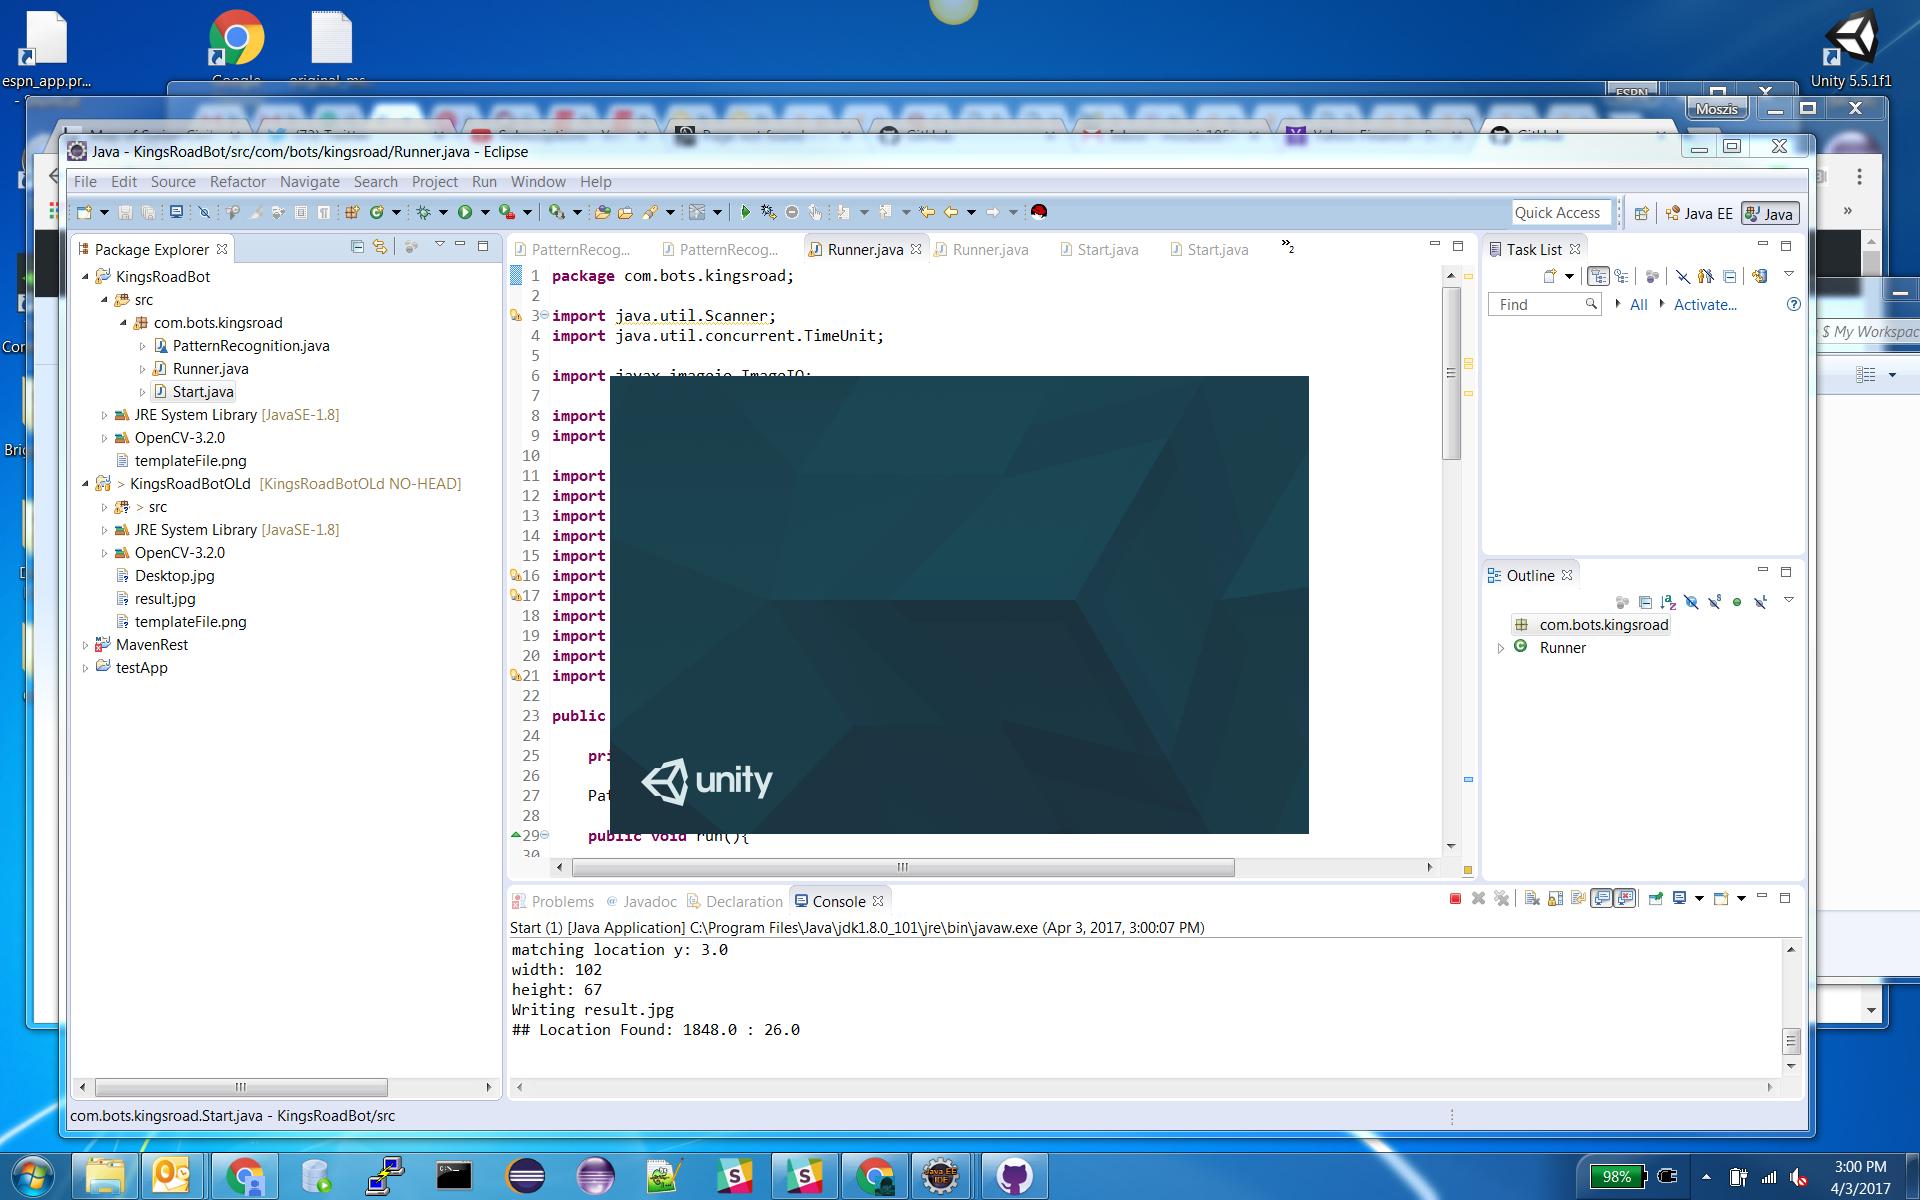 espn_app.pr...
Google
Unity 5.5.1f1
ESPN
Moszis
Java - KingsRoadBot/src/com/bots/kingsroad/Runner.java - Eclipse
File Edit Source Refactor Navigate Search Project Run Window Help
Quick Access
Java EE
Java
$ My Workspac
Package Explorer
KingsRoadBot
src
com.bots.kingsroad
PatternRecognition.java
Runner.java
Start.java
JRE System Library [JavaSE-1.8]
OpenCV-3.2.0
templateFile.png
> KingsRoadBotOLd [KingsRoadBotOLd NO-HEAD]
> src
JRE System Library [JavaSE-1.8]
OpenCV-3.2.0
Desktop.jpg
result.jpg
templateFile.png
MavenRest
testApp
PatternRecog... PatternRecog... Runner.java Runner.java Start.java Start.java »2
1 package com.bots.kingsroad;
2
3 import java.util.Scanner;
4 import java.util.concurrent.TimeUnit;
5
6 import javax.imageio.ImageIO;
7
8 import
9 import
10
11 import
12 import
13 import
14 import
15 import
16 import
17 import
18 import
19 import
20 import
21 import
22
23 public
24
25 pri
26
27 Pat
28
29 public void run(){
30
unity
Task List
Find
All
Activate...
Outline
com.bots.kingsroad
Runner
Problems @ Javadoc Declaration Console
Start (1) [Java Application] C:\Program Files\Java\jdk1.8.0_101\jre\bin\javaw.exe (Apr 3, 2017, 3:00:07 PM)
matching location y: 3.0
width: 102
height: 67
Writing result.jpg
## Location Found: 1848.0 : 26.0
com.bots.kingsroad.Start.java - KingsRoadBot/src
Java EE
IDE
98%
3:00 PM
4/3/2017